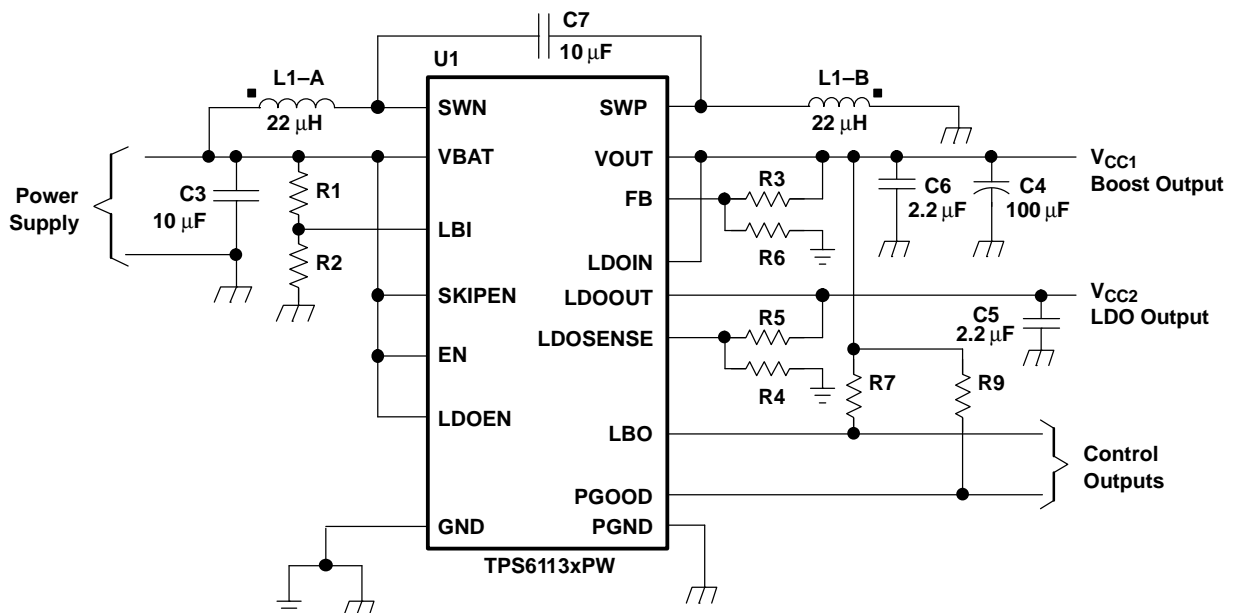 C7
10 μF
U1
L1–A
22 μH
L1–B
22 μH
SWN
SWP
VBAT
VOUT
VCC1
Boost Output
Power
Supply
C3
10 μF
R1
R2
LBI
FB
R3
R6
C6
2.2 μF
C4
100 μF
LDOIN
SKIPEN
LDOOUT
VCC2
LDO Output
C5
2.2 μF
LDOSENSE
R5
R4
EN
R7
R9
LDOEN
LBO
Control
Outputs
PGOOD
GND
PGND
TPS6113xPW